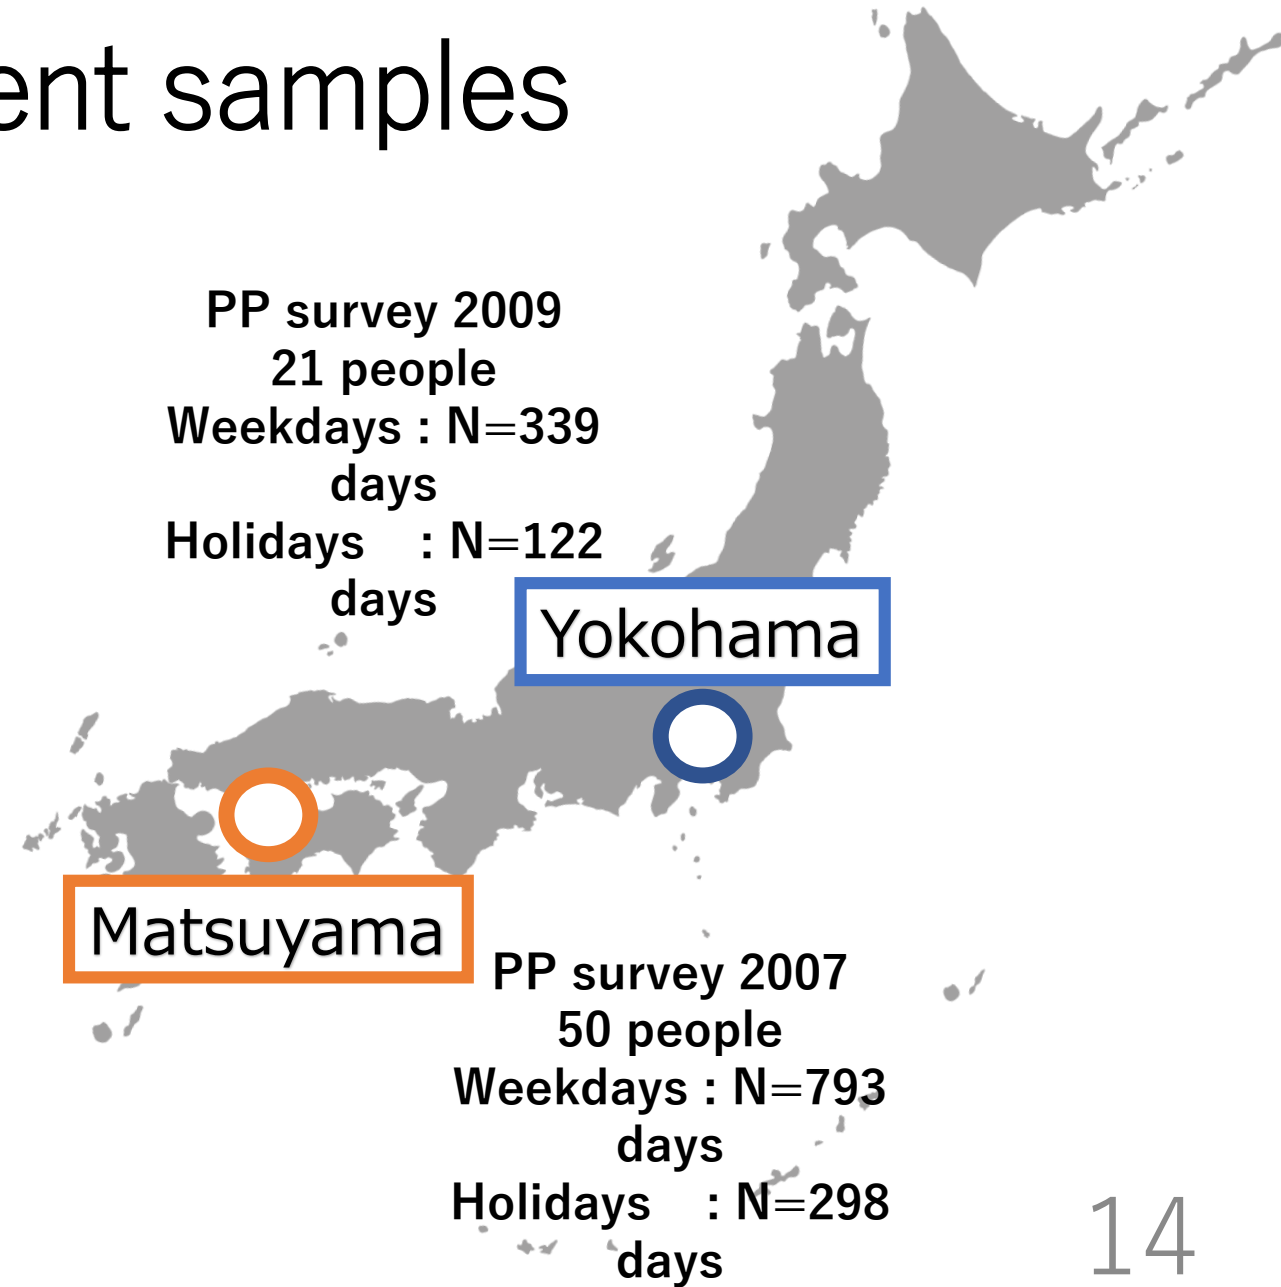 ent samples
PP survey 2009
21 people
Weekdays : N=339
days
Holidays : N=122
days
Yokohama
Matsuyama
PP survey 2007
50 people
Weekdays : N=793
days
Holidays : N=298
days
14